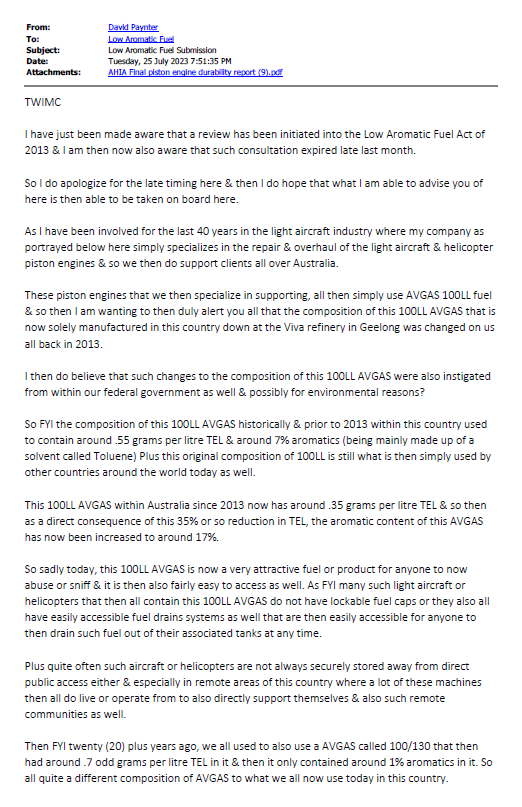 From: David Paynter
To: Low Aromatic Fuel
Subject: Low Aromatic Fuel Submission
Date: Tuesday, 25 July 2023 7:51:35 PM
Attachments: AHIA Final piston engine durability report (9).pdf
TWIMC
I have just been made aware that a review has been initiated into the Low Aromatic Fuel Act of
2013 & I am then now also aware that such consultation expired late last month.
So I do apologize for the late timing here & then I do hope that what I am able to advise you of
here is then able to be taken on board here.
As I have been involved for the last 40 years in the light aircraft industry where my company as
portrayed below here simply specializes in the repair & overhaul of the light aircraft & helicopter
piston engines & so we then do support clients all over Australia.
These piston engines that we then specialize in supporting, all then simply use AVGAS 100LL fuel
& so then I am wanting to then duly alert you all that the composition of this 100LL AVGAS that is
now solely manufactured in this country down at the Viva refinery in Geelong was changed on us
all back in 2013.
I then do believe that such changes to the composition of this 100LL AVGAS were also instigated
from within our federal government as well & possibly for environmental reasons?
So FYI the composition of this 100LL AVGAS historically & prior to 2013 within this country used
to contain around .55 grams per litre TEL & around 7% aromatics (being mainly made up of a
solvent called Toluene) Plus this original composition of 100LL is still what is then simply used by
other countries around the world today as well.
This 100LL AVGAS within Australia since 2013 now has around .35 grams per litre TEL & so then
as a direct consequence of this 35% or so reduction in TEL, the aromatic content of this AVGAS
has now been increased to around 17%.
So sadly today, this 100LL AVGAS is now a very attractive fuel or product for anyone to now
abuse or sniff & it is then also fairly easy to access as well. As FYI many such light aircraft or
helicopters that then all contain this 100LL AVGAS do not have lockable fuel caps or they also all
have easily accessible fuel drains systems as well that are then easily accessible for anyone to
then drain such fuel out of their associated tanks at any time.
Plus quite often such aircraft or helicopters are not always securely stored away from direct
public access either & especially in remote areas of this country where a lot of these machines
then all do live or operate from to also directly support themselves & also such remote
communities as well.
Then FYI twenty (20) plus years ago, we all used to also use a AVGAS called 100/130 that then
had around .7 odd grams per litre TEL in it & then it only contained around 1% aromatics in it. So
all quite a different composition of AVGAS to what we all now use today in this country.